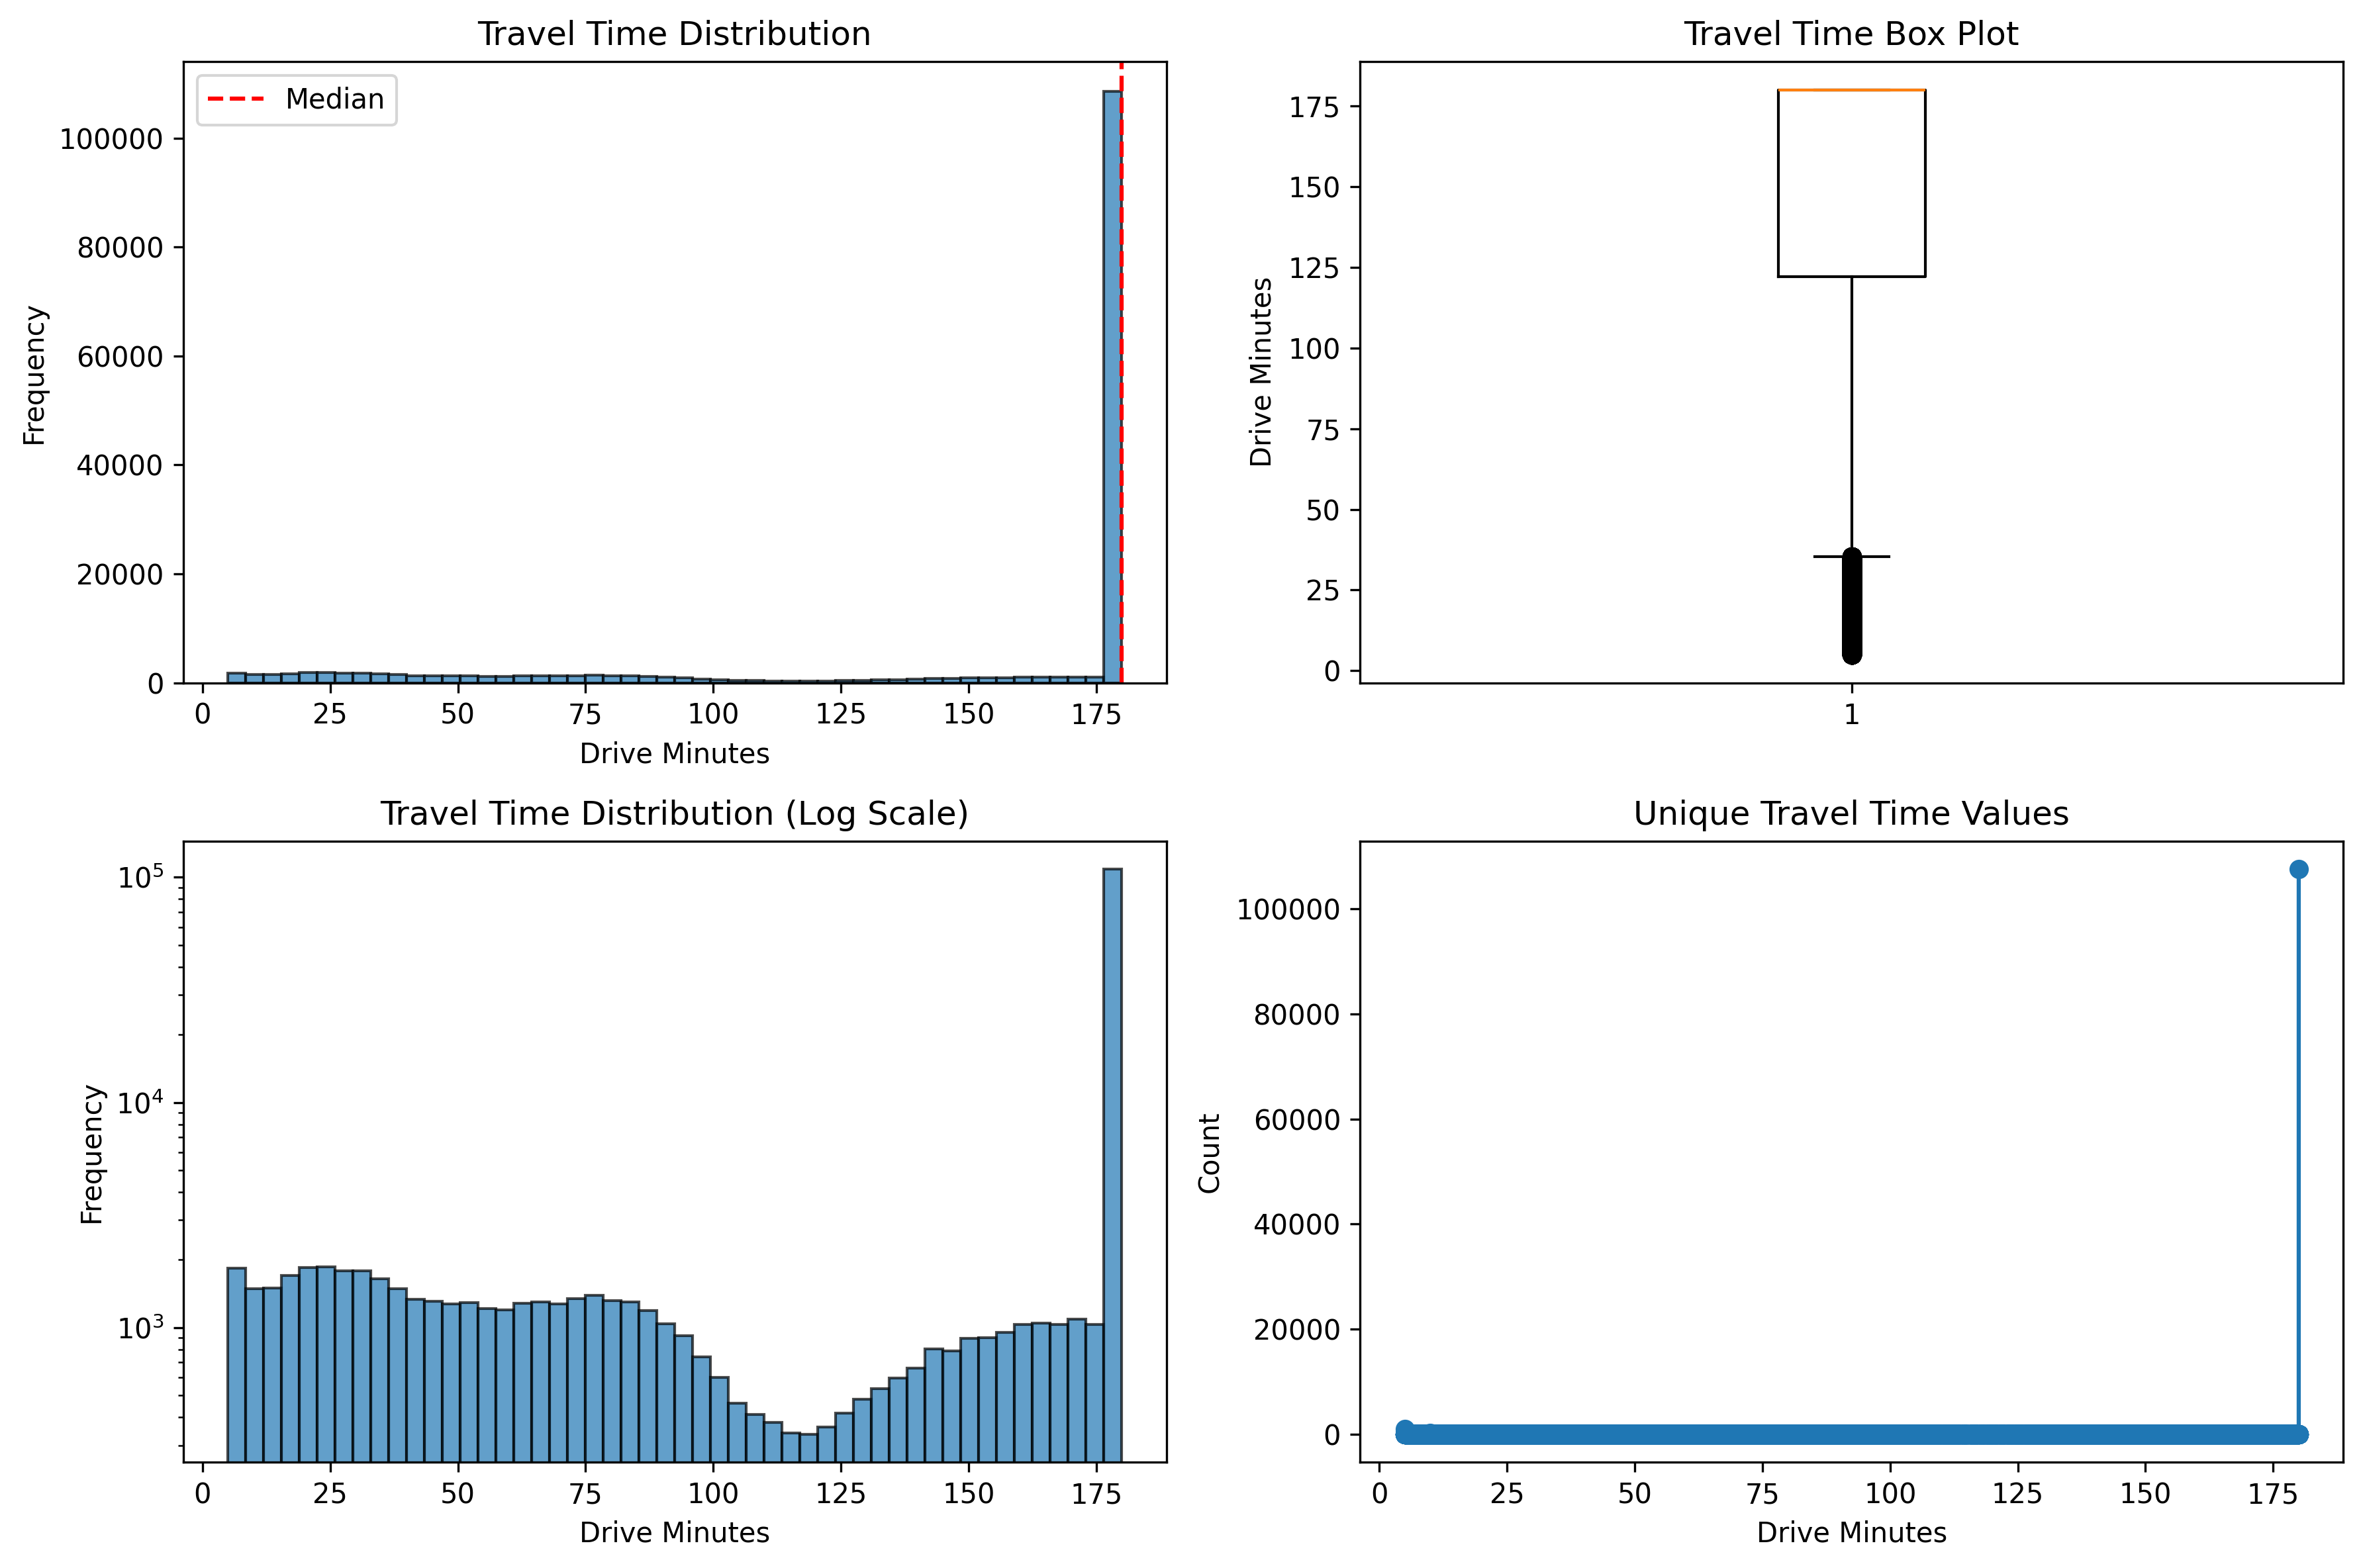 Travel Time Distribution
Median
Frequency
100000
80000
60000
40000
20000
0
0 25 50 75 100 125 150 175
Drive Minutes
Travel Time Box Plot
Drive Minutes
175
150
125
100
75
50
25
0
1
Travel Time Distribution (Log Scale)
Frequency
10⁵
10⁴
10³
0 25 50 75 100 125 150 175
Drive Minutes
Unique Travel Time Values
Count
100000
80000
60000
40000
20000
0
0 25 50 75 100 125 150 175
Drive Minutes